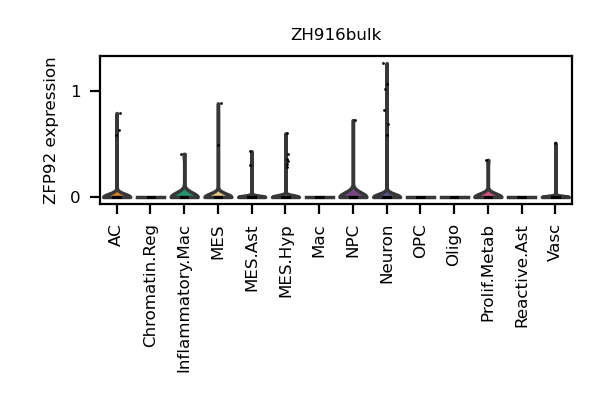 ZH916bulk
ZFP92 expression
1
0
AC
Chromatin.Reg
Inflammatory.Mac
MES
MES.Ast
MES.Hyp
Mac
NPC
Neuron
OPC
Oligo
Prolif.Metab
Reactive.Ast
Vasc